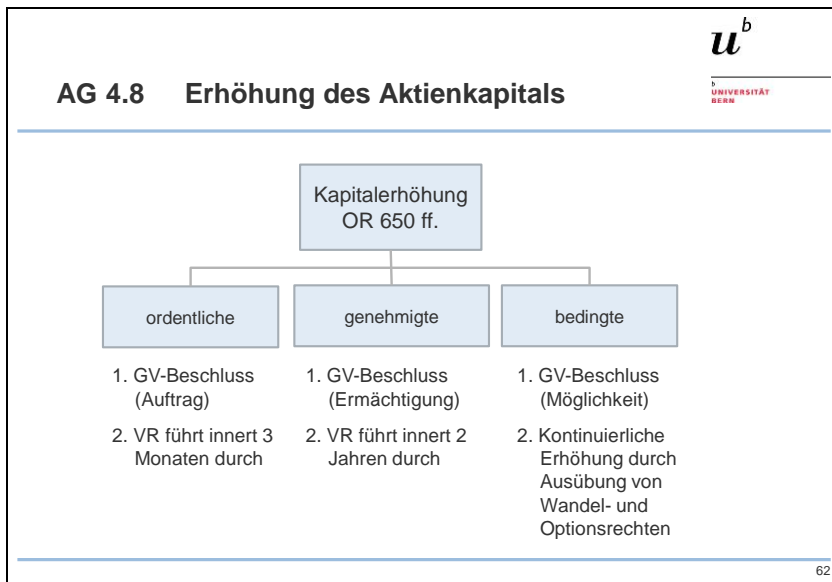 u^b
b
UNIVERSITÄT
BERN
AG 4.8 Erhöhung des Aktienkapitals
Kapitalerhöhung
OR 650 ff.
ordentliche
genehmigte
bedingte
1. GV-Beschluss
(Auftrag)
2. VR führt innert 3
Monaten durch
1. GV-Beschluss
(Ermächtigung)
2. VR führt innert 2
Jahren durch
1. GV-Beschluss
(Möglichkeit)
2. Kontinuierliche
Erhöhung durch
Ausübung von
Wandel- und
Optionsrechten
62